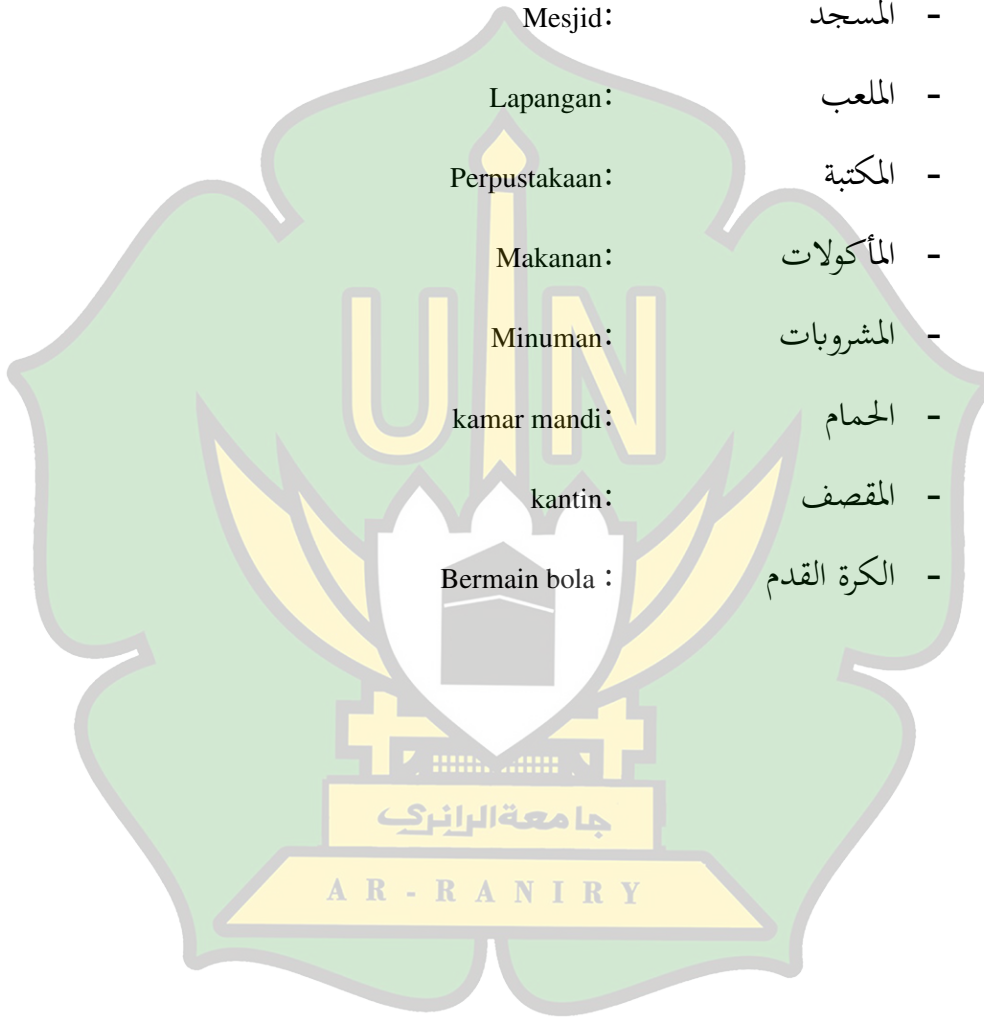 - المسجد :Mesjid
- الملعب :Lapangan
- المكتبة :Perpustakaan
- المأكولات :Makanan
- المشروبات :Minuman
- الحمام :kamar mandi
- المقصف :kantin
- الكرة القدم : Bermain bola
UIN
جامعة الرانري
AR-RANIRY